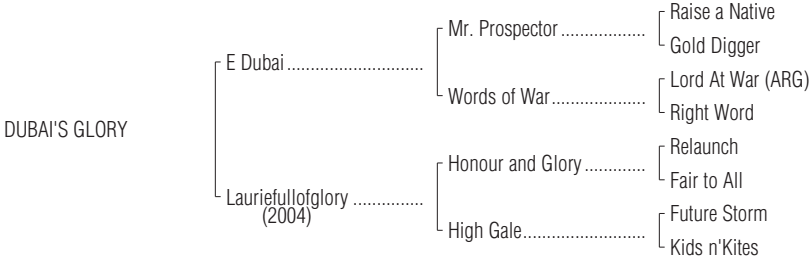 Raise a Native
Mr. Prospector ..................
Gold Digger
E Dubai .............................
Lord At War (ARG)
Words of War ....................
Right Word
DUBAI'S GLORY
Relaunch
Honour and Glory .............
Fair to All
Lauriefullofglory ...............
(2004)
Future Storm
High Gale ..........................
Kids n'Kites